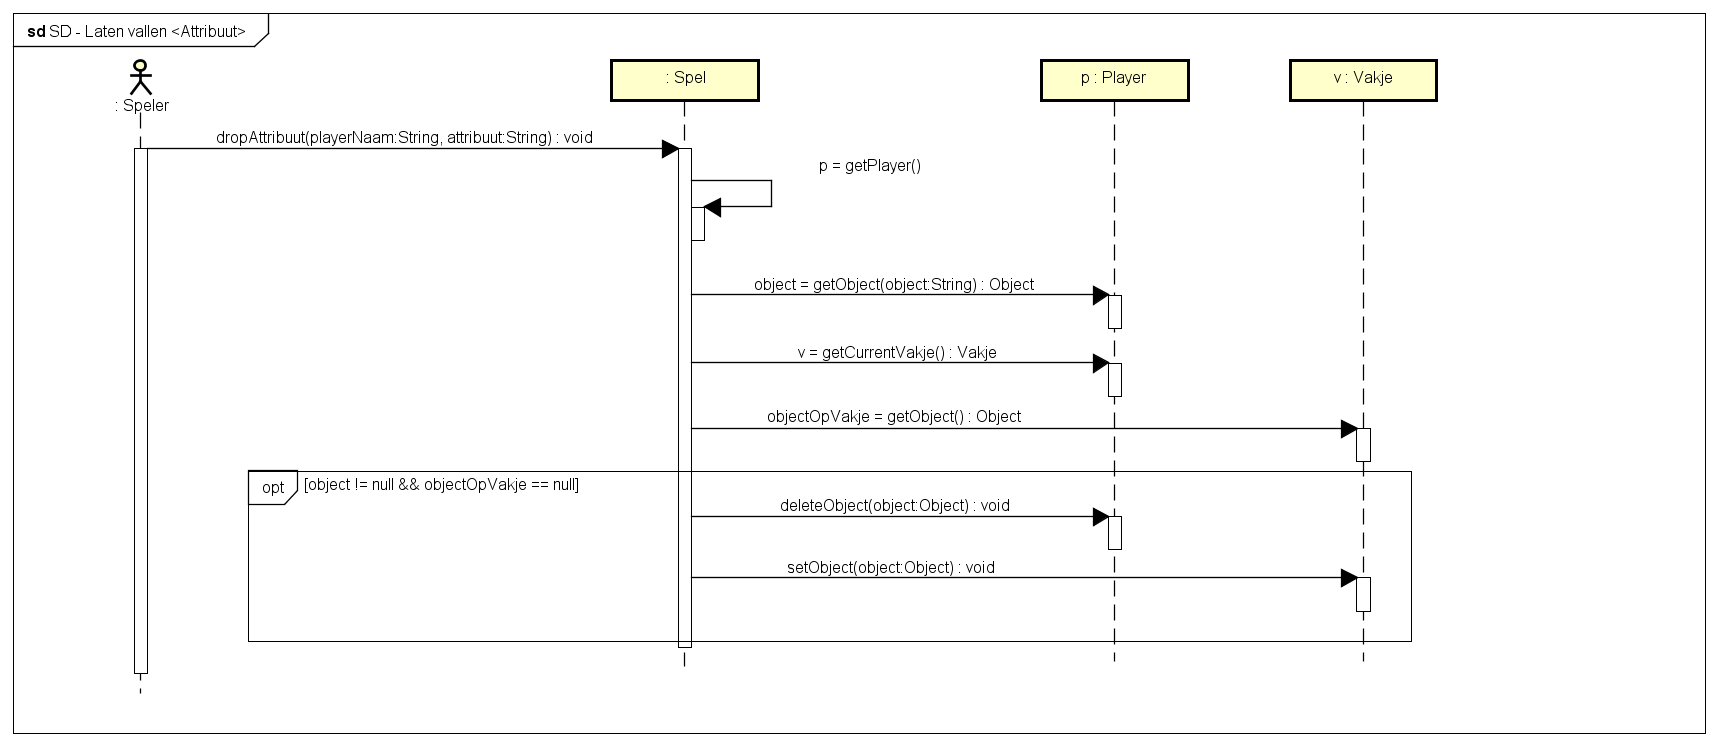 sd SD - Laten vallen <Attribuut>
: Speler
: Spel
p : Player
v : Vakje
dropAttribuut(playerNaam:String, attribuut:String) : void
p = getPlayer()
object = getObject(object:String) : Object
v = getCurrentVakje() : Vakje
objectOpVakje = getObject() : Object
opt [object != null && objectOpVakje == null]
deleteObject(object:Object) : void
setObject(object:Object) : void